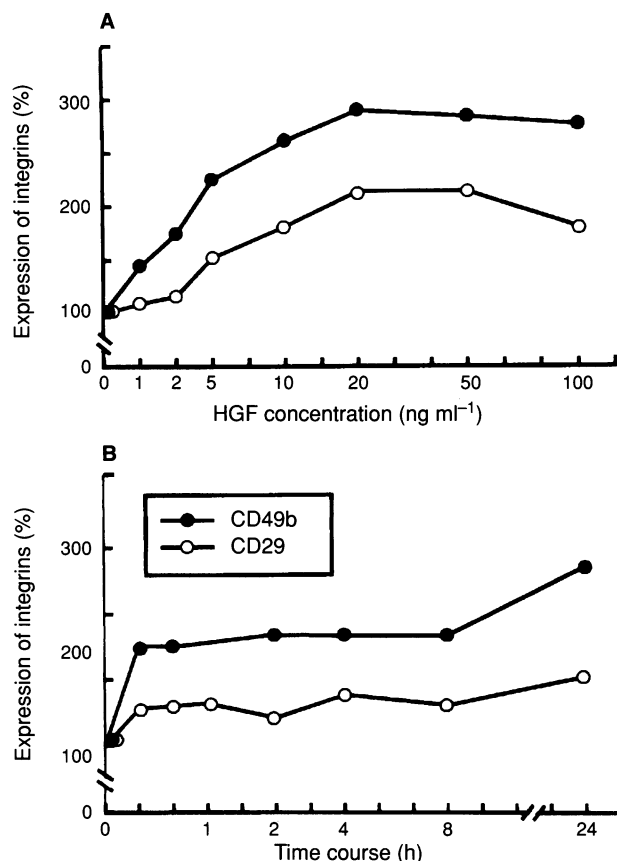 A
Expression of integrins (%)
300
200
100
0
0 1 2 5 10 20 50 100
HGF concentration (ng ml⁻¹)
B
Expression of integrins (%)
CD49b
CD29
300
200
100
0
0 1 2 4 8 24
Time course (h)